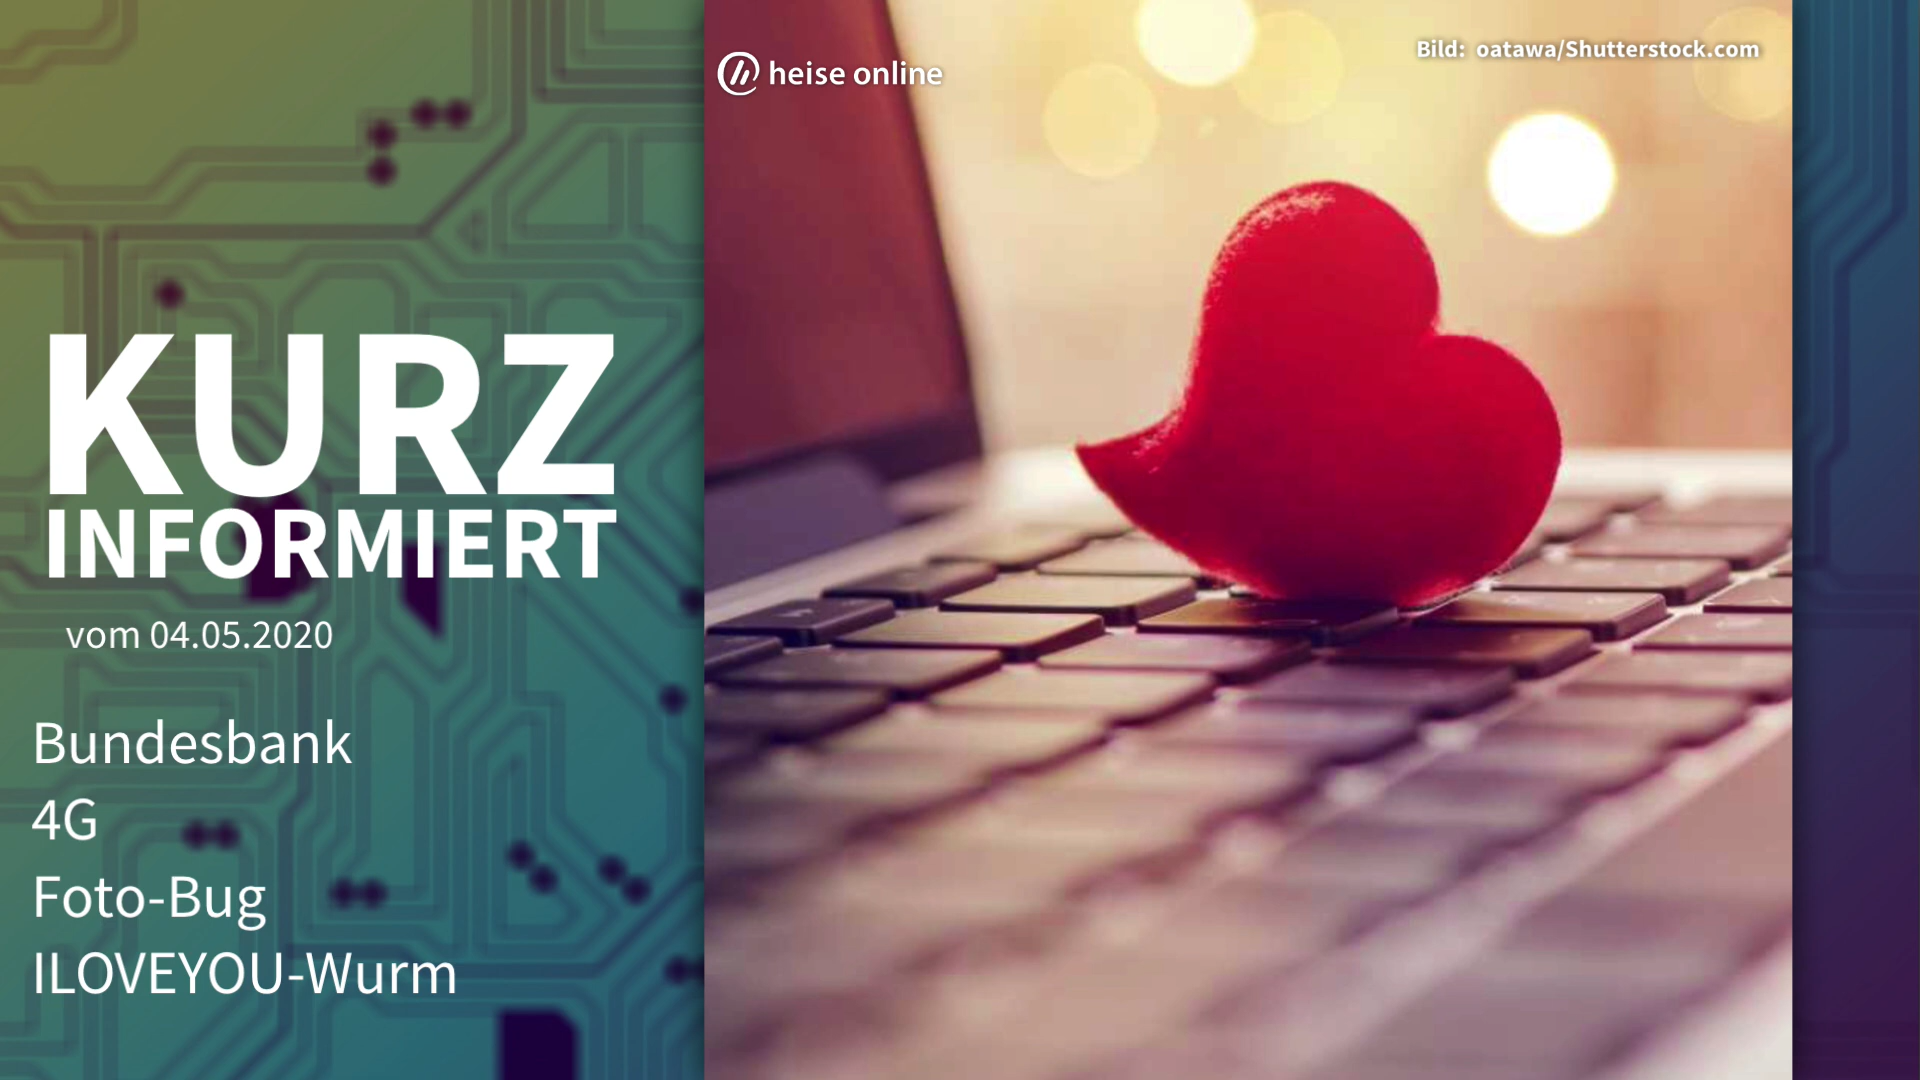 KURZ
INFORMIERT
vom 04.05.2020
Bundesbank
4G
Foto-Bug
ILOVEYOU-Wurm
heise online
Bild: oatawa/Shutterstock.com